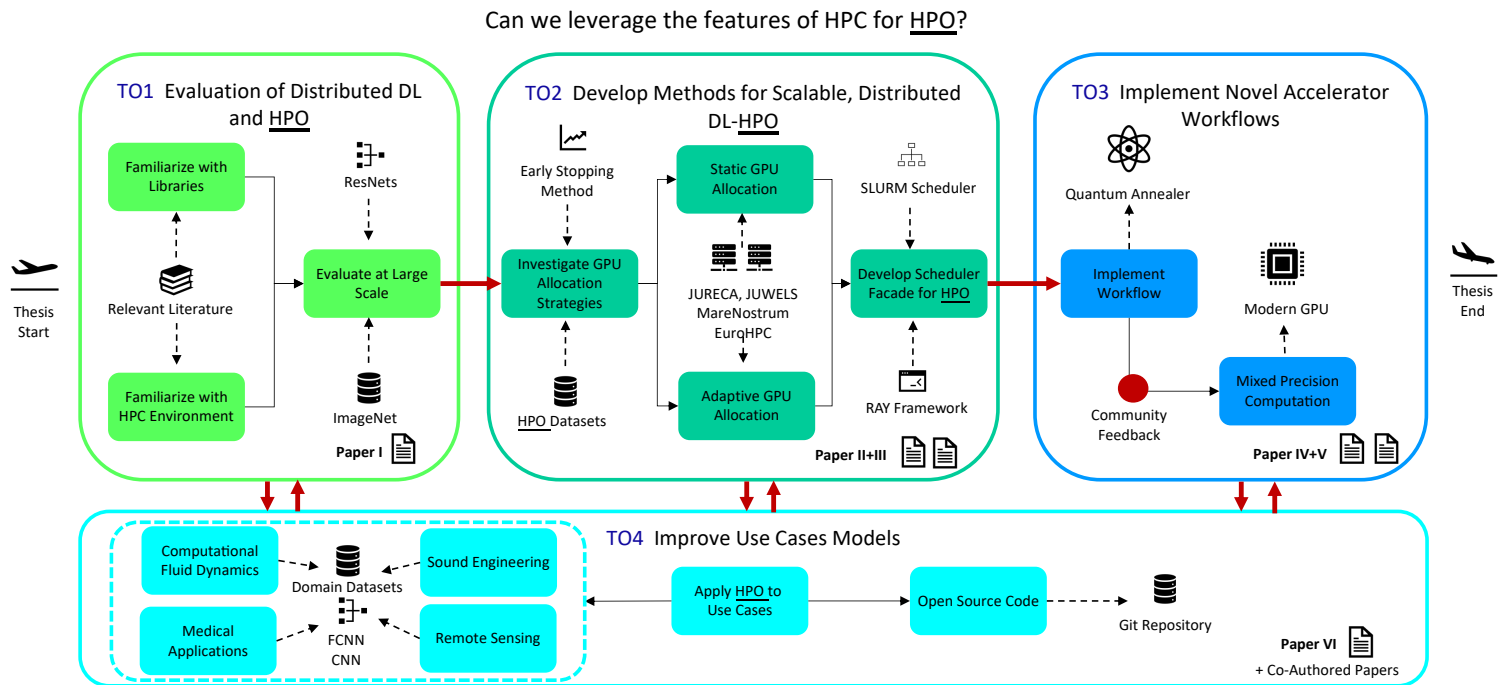 Can we leverage the features of HPC for HPO?
Thesis
Start
TO1 Evaluation of Distributed DL
and HPO
Familiarize with
Libraries
ResNets
Relevant Literature
Evaluate at Large
Scale
Familiarize with
HPC Environment
ImageNet
Paper I
TO2 Develop Methods for Scalable, Distributed
DL-HPO
Early Stopping
Method
Static GPU
Allocation
SLURM Scheduler
Investigate GPU
Allocation
Strategies
JURECA, JUWELS
MareNostrum
EuroHPC
Develop Scheduler
Facade for HPO
HPO Datasets
Adaptive GPU
Allocation
RAY Framework
Paper II+III
TO3 Implement Novel Accelerator
Workflows
Quantum Annealer
Implement
Workflow
Modern GPU
Community
Feedback
Mixed Precision
Computation
Paper IV+V
Thesis
End
TO4 Improve Use Cases Models
Computational
Fluid Dynamics
Domain Datasets
Sound Engineering
Medical
Applications
FCNN
CNN
Remote Sensing
Apply HPO to
Use Cases
Open Source Code
Git Repository
Paper VI
+ Co-Authored Papers